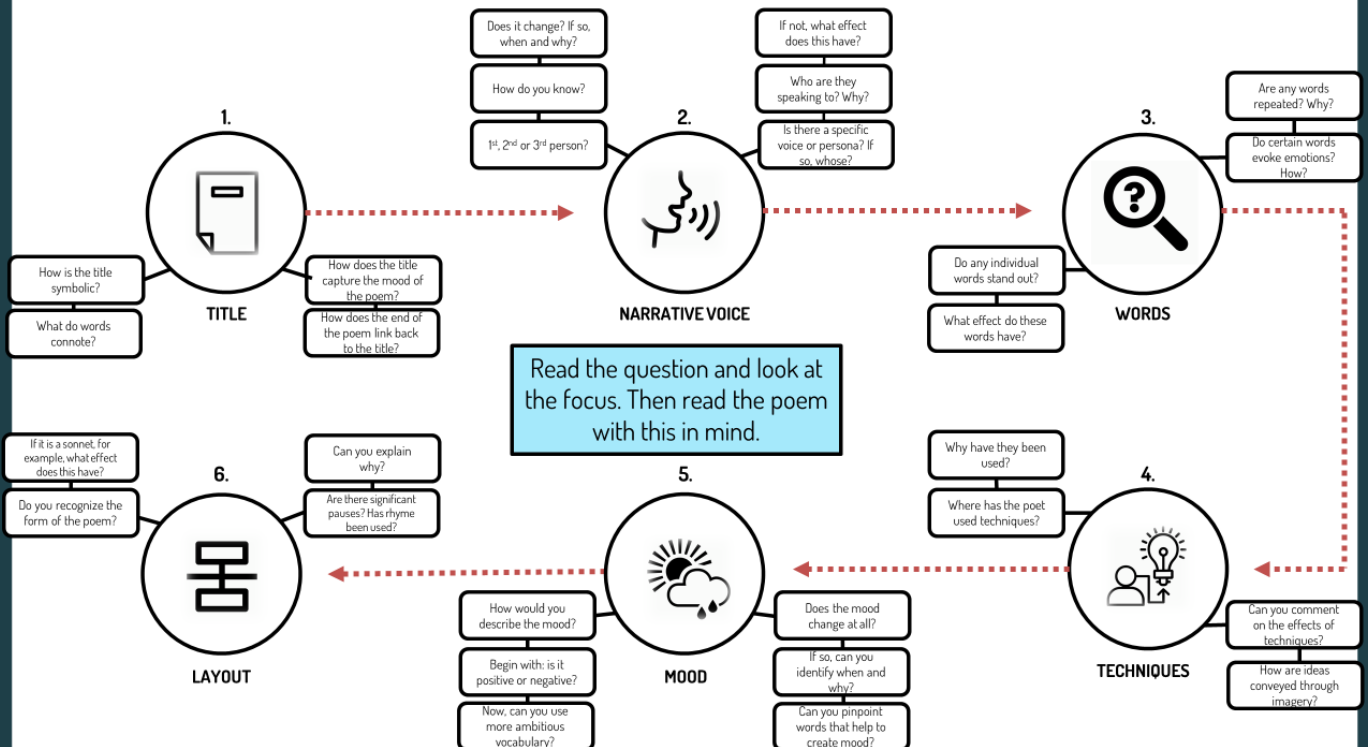 1.
How is the title
symbolic?
What do words
connote?
How does the title
capture the mood of
the poem?
How does the end of
the poem link back
to the title?
TITLE
2.
Does it change? If so,
when and why?
How do you know?
1st, 2nd or 3rd person?
If not, what effect
does this have?
Who are they
speaking to? Why?
Is there a specific
voice or persona? If
so, whose?
NARRATIVE VOICE
3.
Are any words
repeated? Why?
Do certain words
evoke emotions?
How?
Do any individual
words stand out?
What effect do these
words have?
WORDS
Read the question and look at
the focus. Then read the poem
with this in mind.
4.
Why have they been
used?
Where has the poet
used techniques?
Can you comment
on the effects of
techniques?
How are ideas
conveyed through
imagery?
TECHNIQUES
5.
How would you
describe the mood?
Begin with: is it
positive or negative?
Now, can you use
more ambitious
vocabulary?
Does the mood
change at all?
If so, can you
identify when and
why?
Can you pinpoint
words that help to
create mood?
MOOD
6.
If it is a sonnet, for
example, what effect
does this have?
Do you recognize the
form of the poem?
Can you explain
why?
Are there significant
pauses? Has rhyme
been used?
LAYOUT